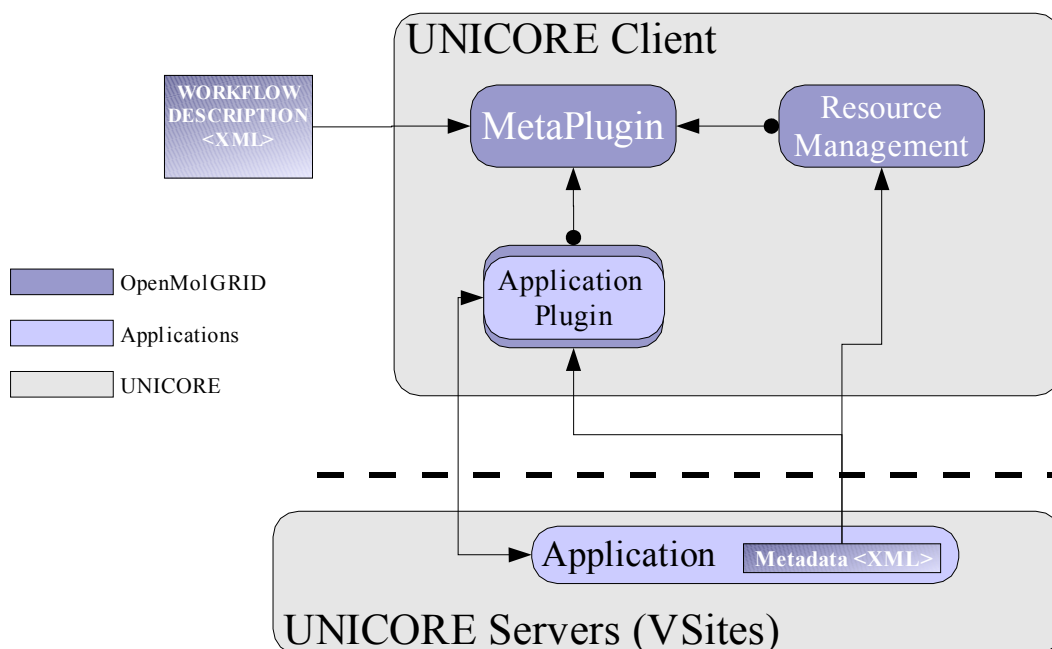 UNICORE Client
WORKFLOW
DESCRIPTION
<XML>
MetaPlugin
Resource
Management
Application
Plugin
OpenMolGRID
Applications
UNICORE
Application
Metadata <XML>
UNICORE Servers (VSites)